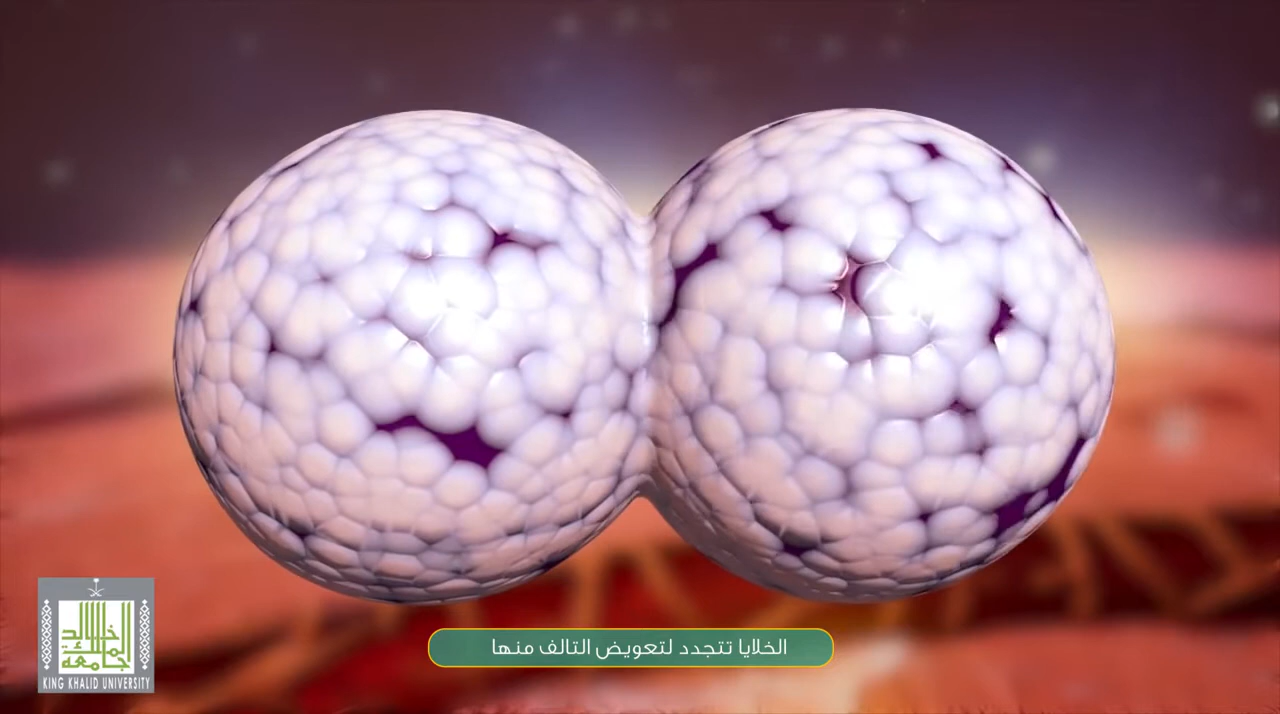 الخلايا تتجدد لتعويض التالف منها
جامعة الملك خالد
KING KHALID UNIVERSITY